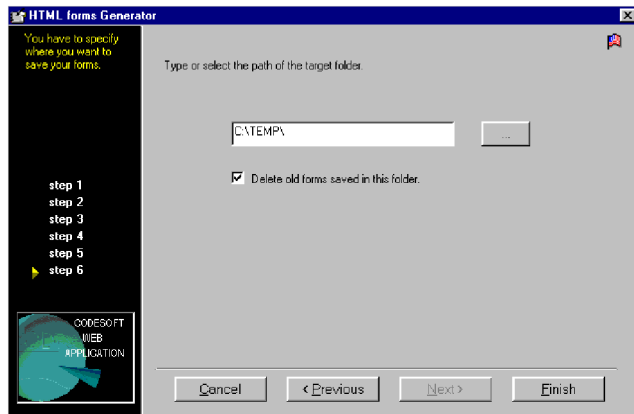 HTML forms Generator
You have to specify
where you want to
save your forms.
Type or select the path of the target folder.
C:\TEMP\
...
Delete old forms saved in this folder.
step 1
step 2
step 3
step 4
step 5
step 6
CODESOFT
WEB
APPLICATION
Cancel
< Previous
Next >
Finish